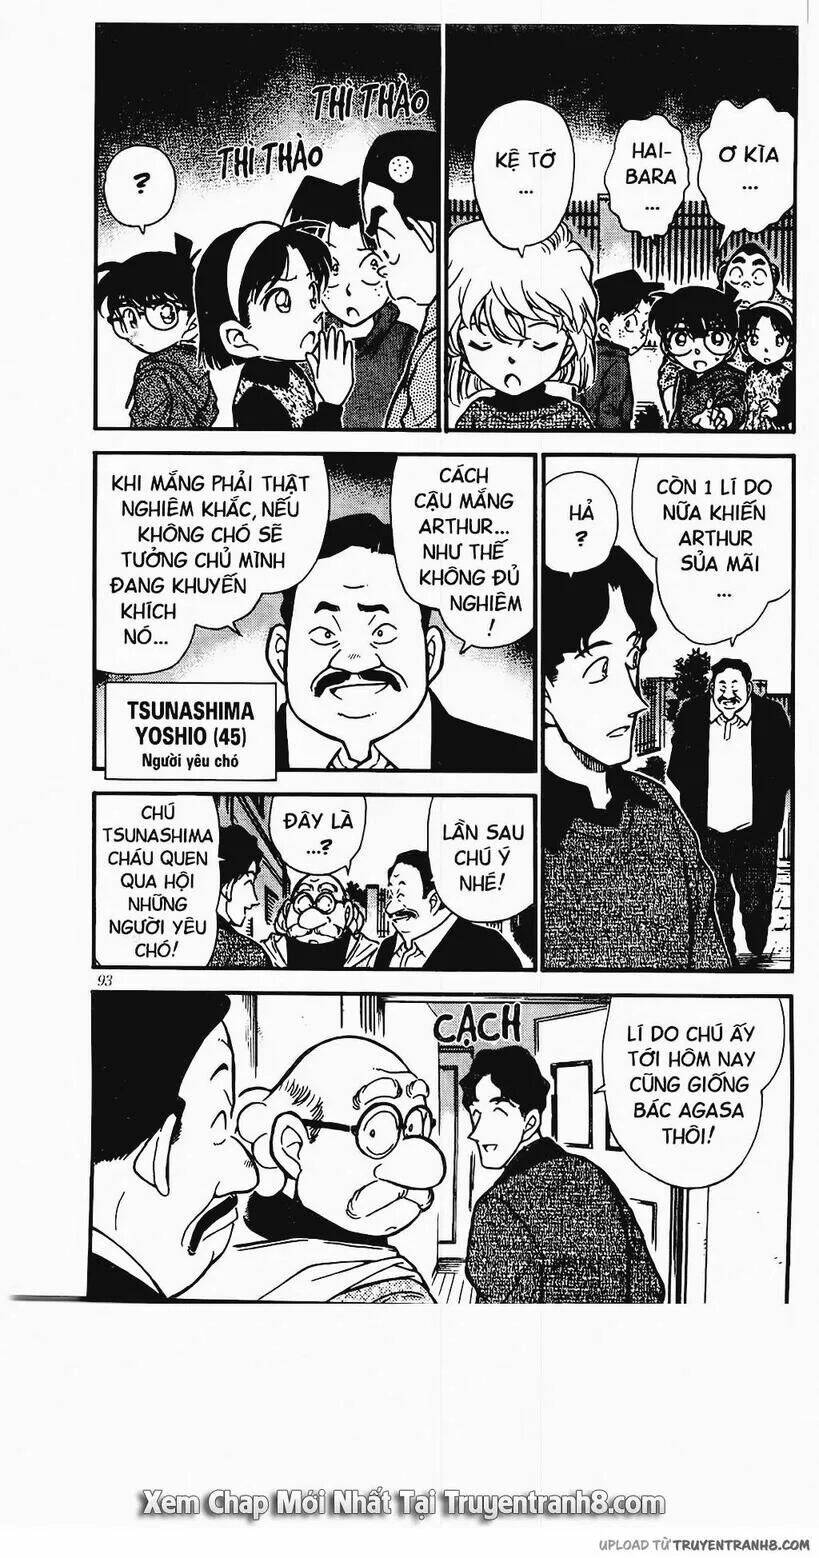 Ơ KÌA
...
HAI-
BARA
...
KỆ TỚ
...
THÌ THÀO
THÌ THÀO
?
CÒN 1 LÍ DO
NỮA KHIẾN
ARTHUR
SỦA MÃI
...
HẢ
?
CÁCH
CẬU MẮNG
ARTHUR...
NHƯ THẾ
KHÔNG ĐỦ
NGHIÊM
!
KHI MẮNG PHẢI THẬT
NGHIÊM KHẮC, NẾU
KHÔNG CHÓ SẼ
TƯỞNG CHỦ MÌNH
ĐANG KHUYẾN
KHÍCH
NÓ...
TSUNASHIMA
YOSHIO (45)
Người yêu chó
LẦN SAU
CHÚ Ý
NHÉ!
ĐÂY LÀ
...?
CHÚ
TSUNASHIMA
CHÁU QUEN
QUA HỘI
NHỮNG
NGƯỜI YÊU
CHÓ!
93
LÍ DO CHÚ ẤY
TỚI HÔM NAY
CŨNG GIỐNG
BÁC AGASA
THÔI!
CẠCH
Xem Chap Mới Nhất Tại Truyentranh8.com
UPLOAD TỪ TRUYENTRANH8.COM